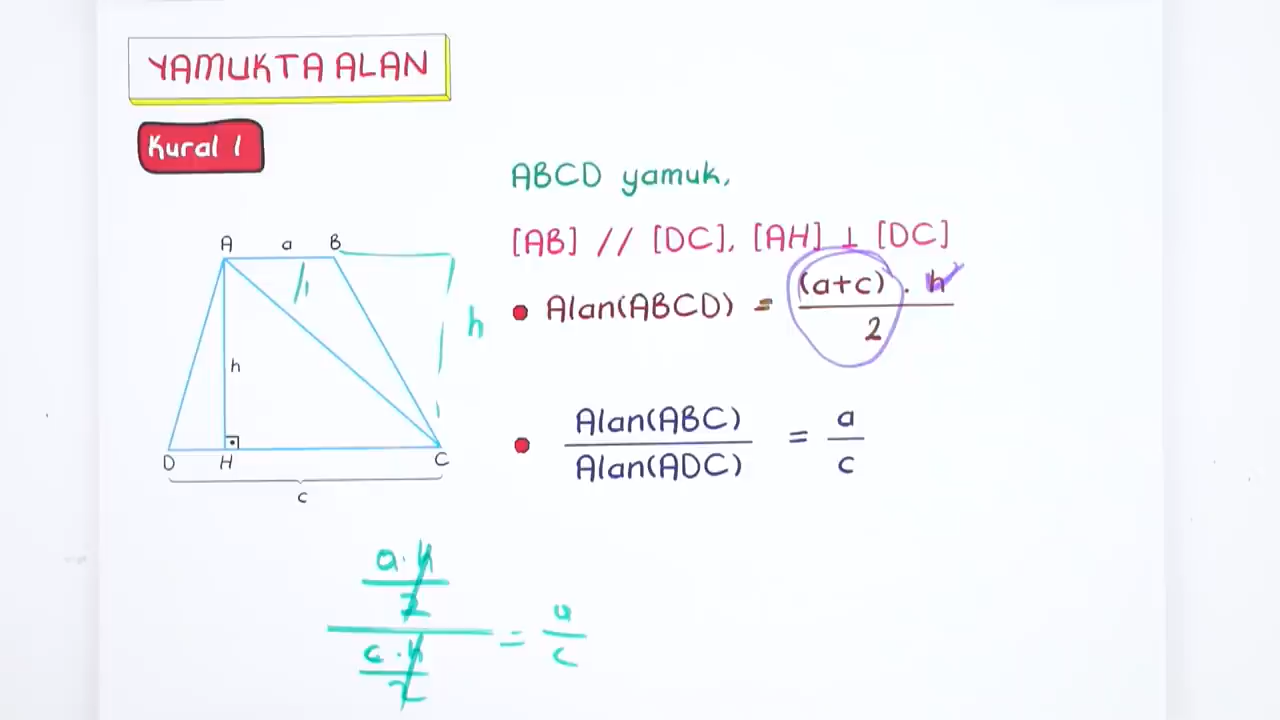 YAMUKTA ALAN
Kural 1
ABCD yamuk,
[AB] // [DC], [AH] ⊥ [DC]
• Alan(ABCD) = (a+c) . h / 2
A a B
h
h
D H C
c
• Alan(ABC) / Alan(ADC) = a / c
a.h / 2
c.h / 2
= a / c